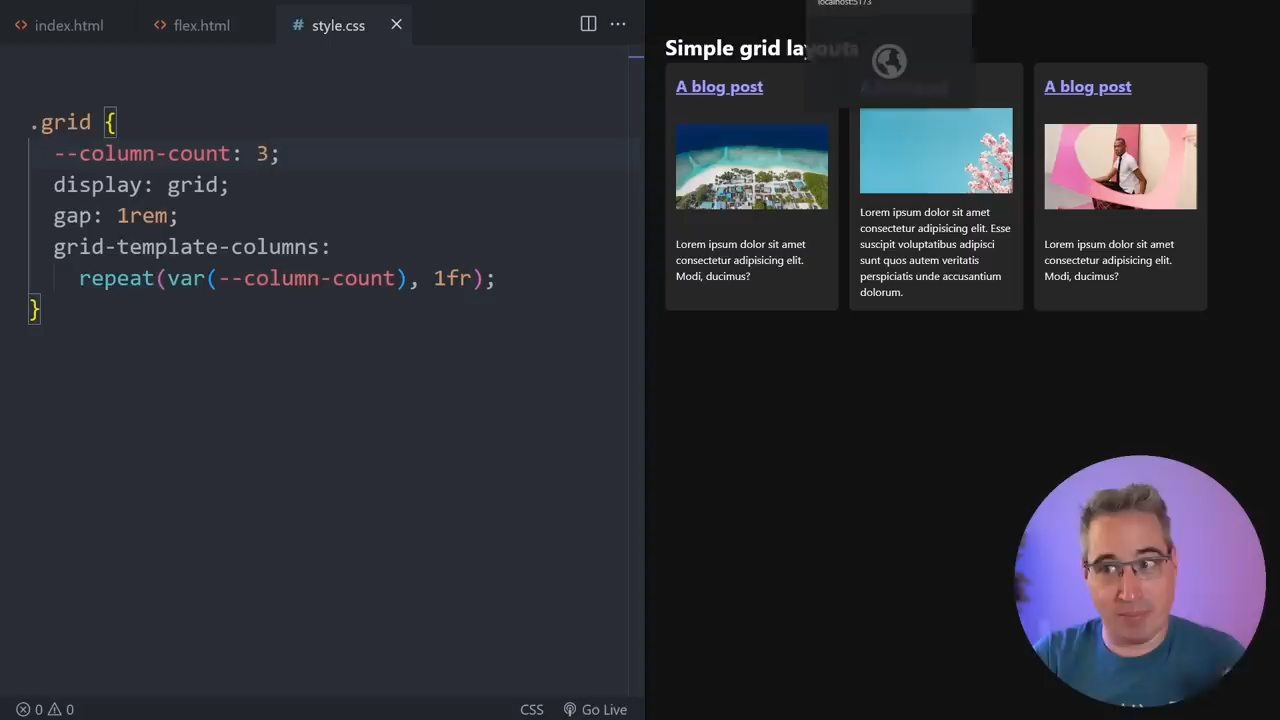 index.html
flex.html
# style.css
.grid {
--column-count: 3;
display: grid;
gap: 1rem;
grid-template-columns:
repeat(var(--column-count), 1fr);
}
0
0
CSS
Go Live
localhost:5173
Simple grid layouts
A blog post
Lorem ipsum dolor sit amet
consectetur adipisicing elit.
Modi, ducimus?
Lorem ipsum dolor sit amet
consectetur adipisicing elit. Esse
suscipit voluptatibus adipisci
sunt quos autem veritatis
perspiciatis unde accusantium
dolorum.
A blog post
Lorem ipsum dolor sit amet
consectetur adipisicing elit.
Modi, ducimus?